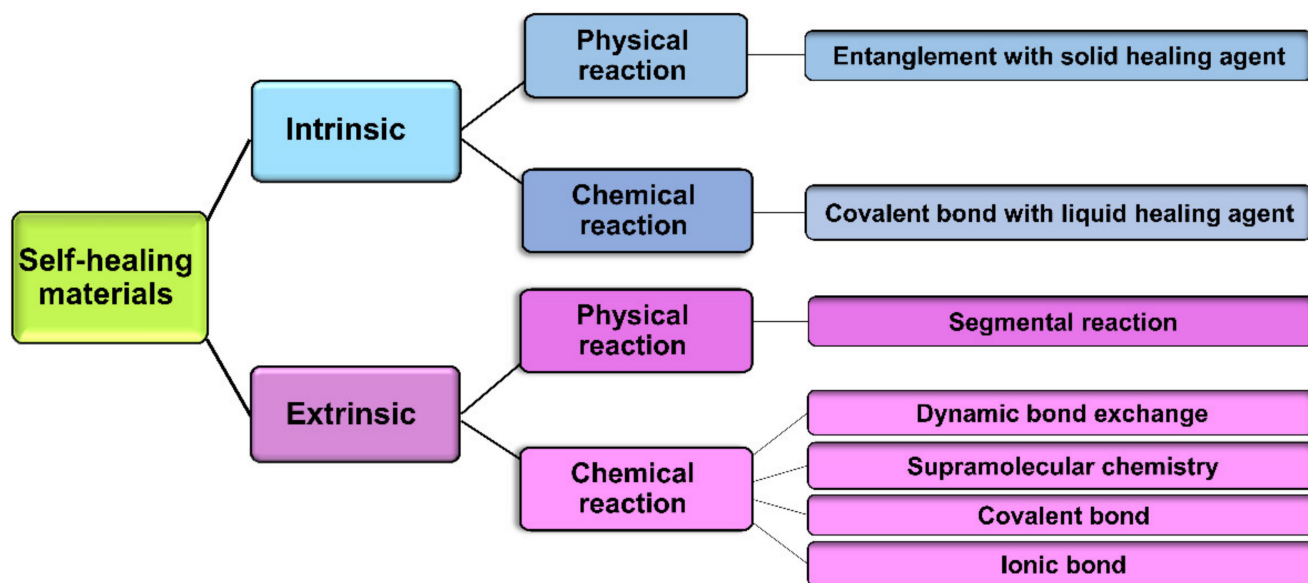 Self-healing
materials
Intrinsic
Physical
reaction
Entanglement with solid healing agent
Chemical
reaction
Covalent bond with liquid healing agent
Extrinsic
Physical
reaction
Segmental reaction
Chemical
reaction
Dynamic bond exchange
Supramolecular chemistry
Covalent bond
Ionic bond